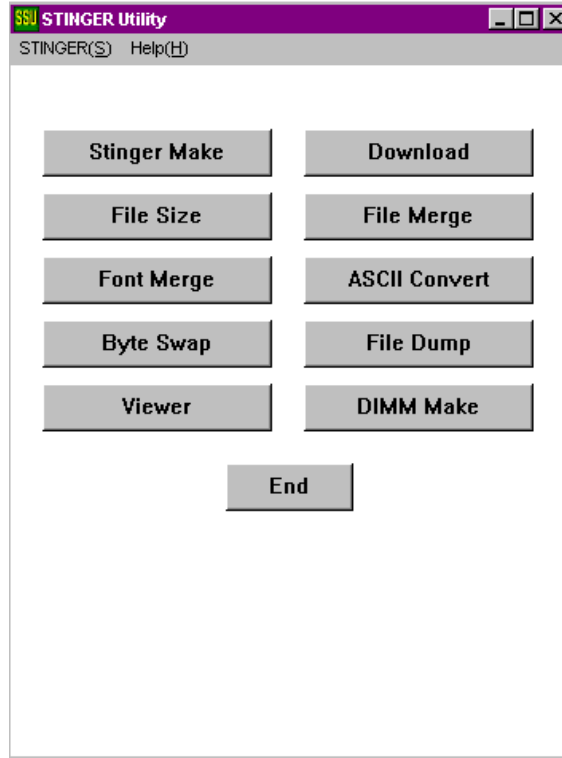 SSU STINGER Utility
STINGER(S) Help(H)
Stinger Make Download
File Size File Merge
Font Merge ASCII Convert
Byte Swap File Dump
Viewer DIMM Make
End